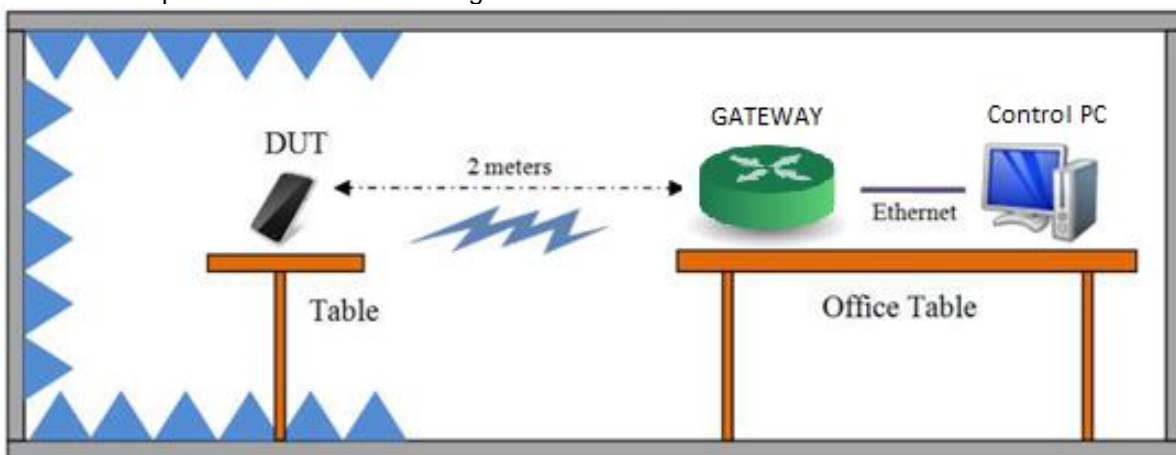 DUT
2 meters
GATEWAY
Control PC
Ethernet
Table
Office Table